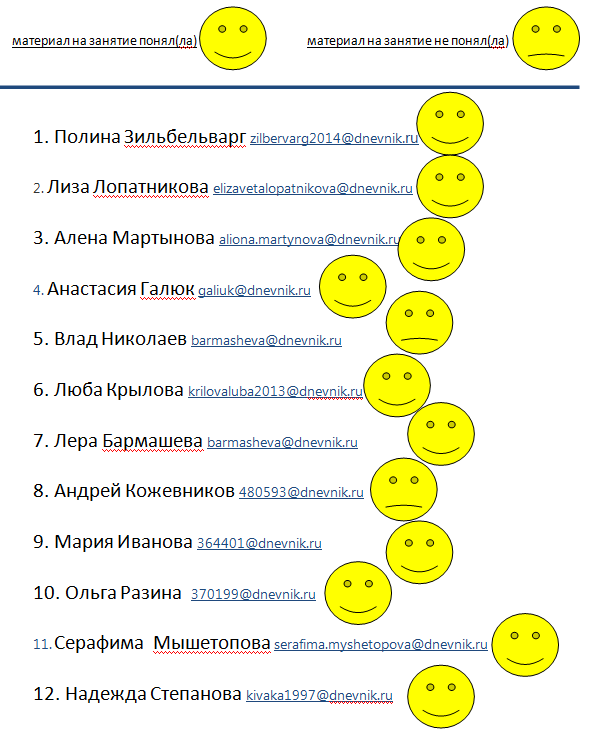 материал на занятие понял(ла) материал на занятие не понял(ла)
1. Полина Зильбельварг zilbervarg2014@dnevnik.ru
2. Лиза Лопатникова elizavetalopatnikova@dnevnik.ru
3. Алена Мартынова aliona.martynova@dnevnik.ru
4. Анастасия Галюк galiuk@dnevnik.ru
5. Влад Николаев barmasheva@dnevnik.ru
6. Люба Крылова krilovaluba2013@dnevnik.ru
7. Лера Бармашева barmasheva@dnevnik.ru
8. Андрей Кожевников 480593@dnevnik.ru
9. Мария Иванова 364401@dnevnik.ru
10. Ольга Разина 370199@dnevnik.ru
11. Серафима Мышетопова serafima.myshetopova@dnevnik.ru
12. Надежда Степанова kivaka1997@dnevnik.ru